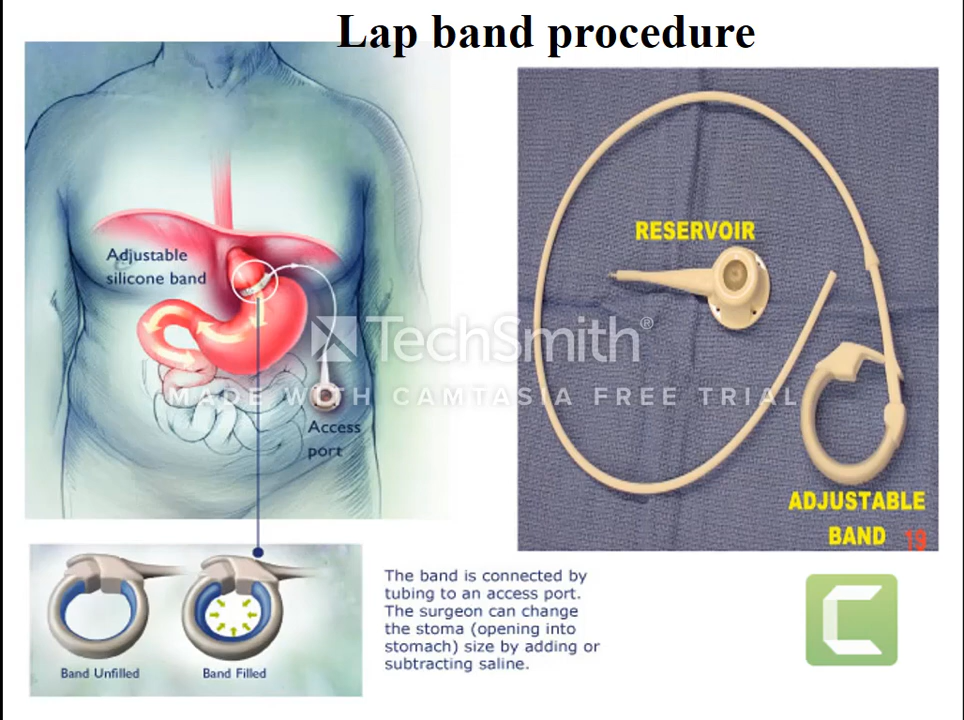 Lap band procedure
Adjustable
silicone band
Access
port
RESERVOIR
ADJUSTABLE
BAND
19
TechSmith®
MADE WITH CAMTASIA FREE TRIAL
Band Unfilled
Band Filled
The band is connected by
tubing to an access port.
The surgeon can change
the stoma (opening into
stomach) size by adding or
subtracting saline.